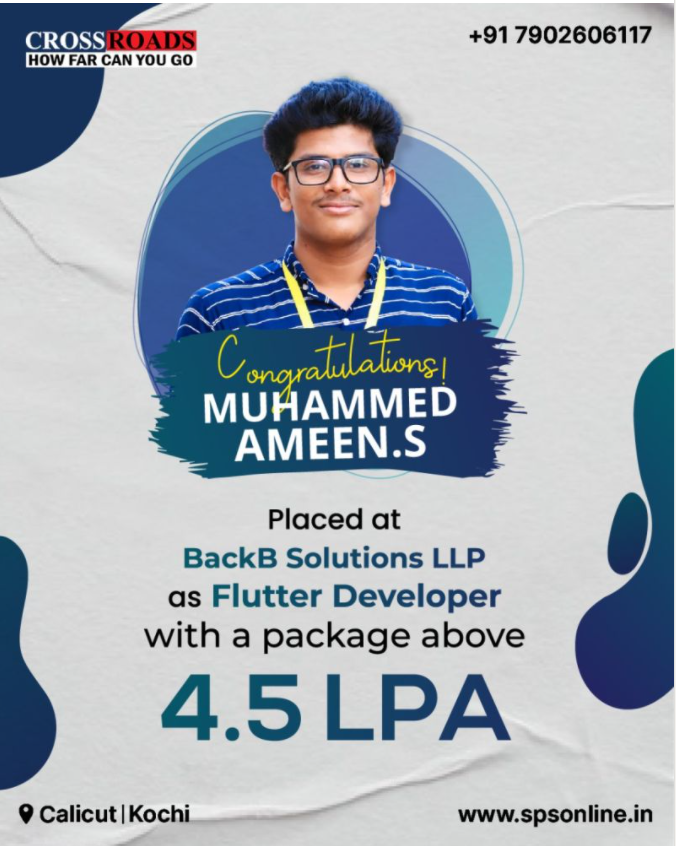 CROSSROADS
HOW FAR CAN YOU GO
+91 7902606117
Congratulations!
MUHAMMED
AMEEN.S
Placed at
BackB Solutions LLP
as Flutter Developer
with a package above
4.5 LPA
Calicut|Kochi
www.spsonline.in